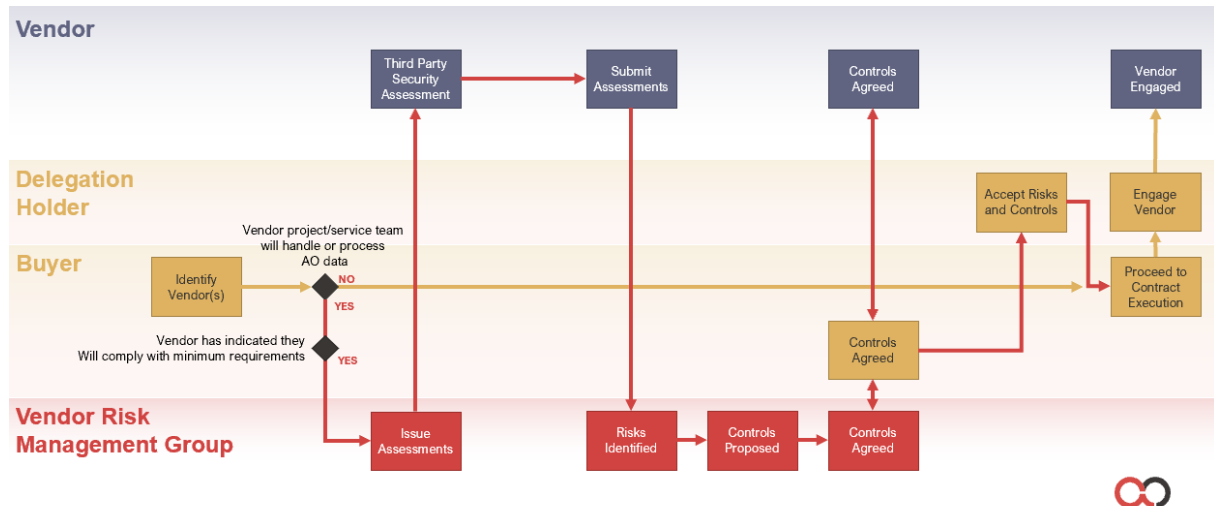 Vendor
Third Party
Security
Assessment
Submit
Assessments
Controls
Agreed
Vendor
Engaged
Delegation
Holder
Accept Risks
and Controls
Engage
Vendor
Vendor project/service team
will handle or process
AO data
Buyer
Identify
Vendor(s)
NO
YES
Proceed to
Contract
Execution
Vendor has indicated they
Will comply with minimum requirements
YES
Controls
Agreed
Vendor Risk
Management Group
Issue
Assessments
Risks
Identified
Controls
Proposed
Controls
Agreed